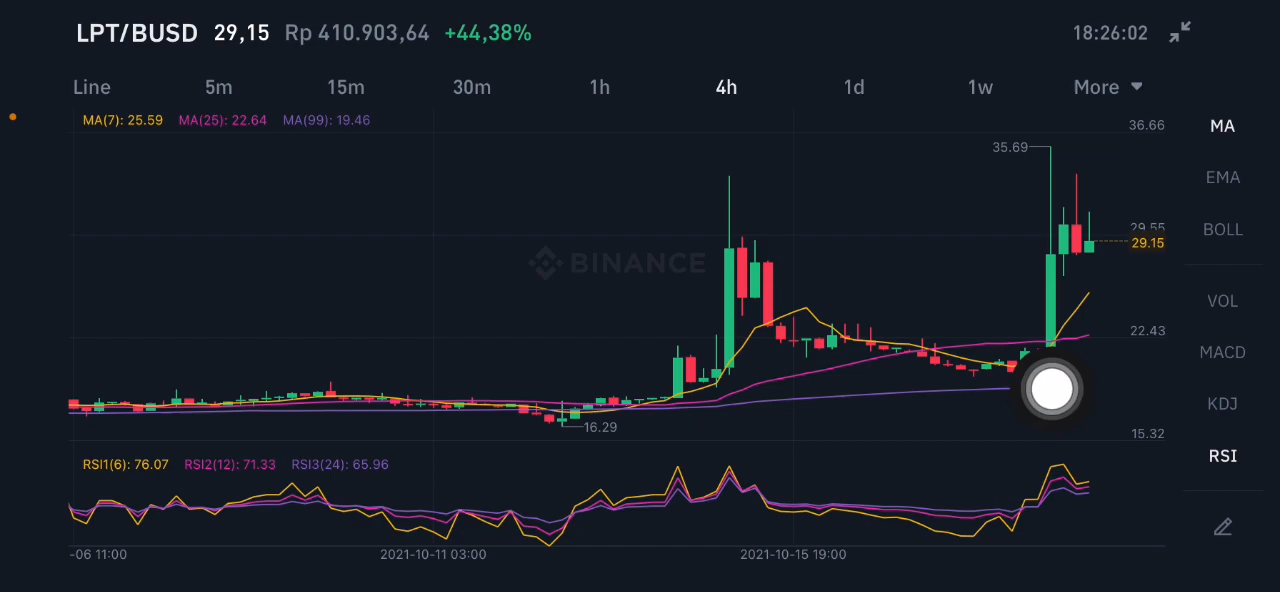 LPT/BUSD 29,15 Rp 410.903,64 +44,38% 18:26:02
Line 5m 15m 30m 1h 4h 1d 1w More
MA(7): 25.59 MA(25): 22.64 MA(99): 19.46
36.66
MA
35.69
EMA
29.55
BOLL
29.15
BINANCE
VOL
22.43
MACD
KDJ
16.29
15.32
RSI
RSI1(6): 76.07 RSI2(12): 71.33 RSI3(24): 65.96
-06 11:00 2021-10-11 03:00 2021-10-15 19:00